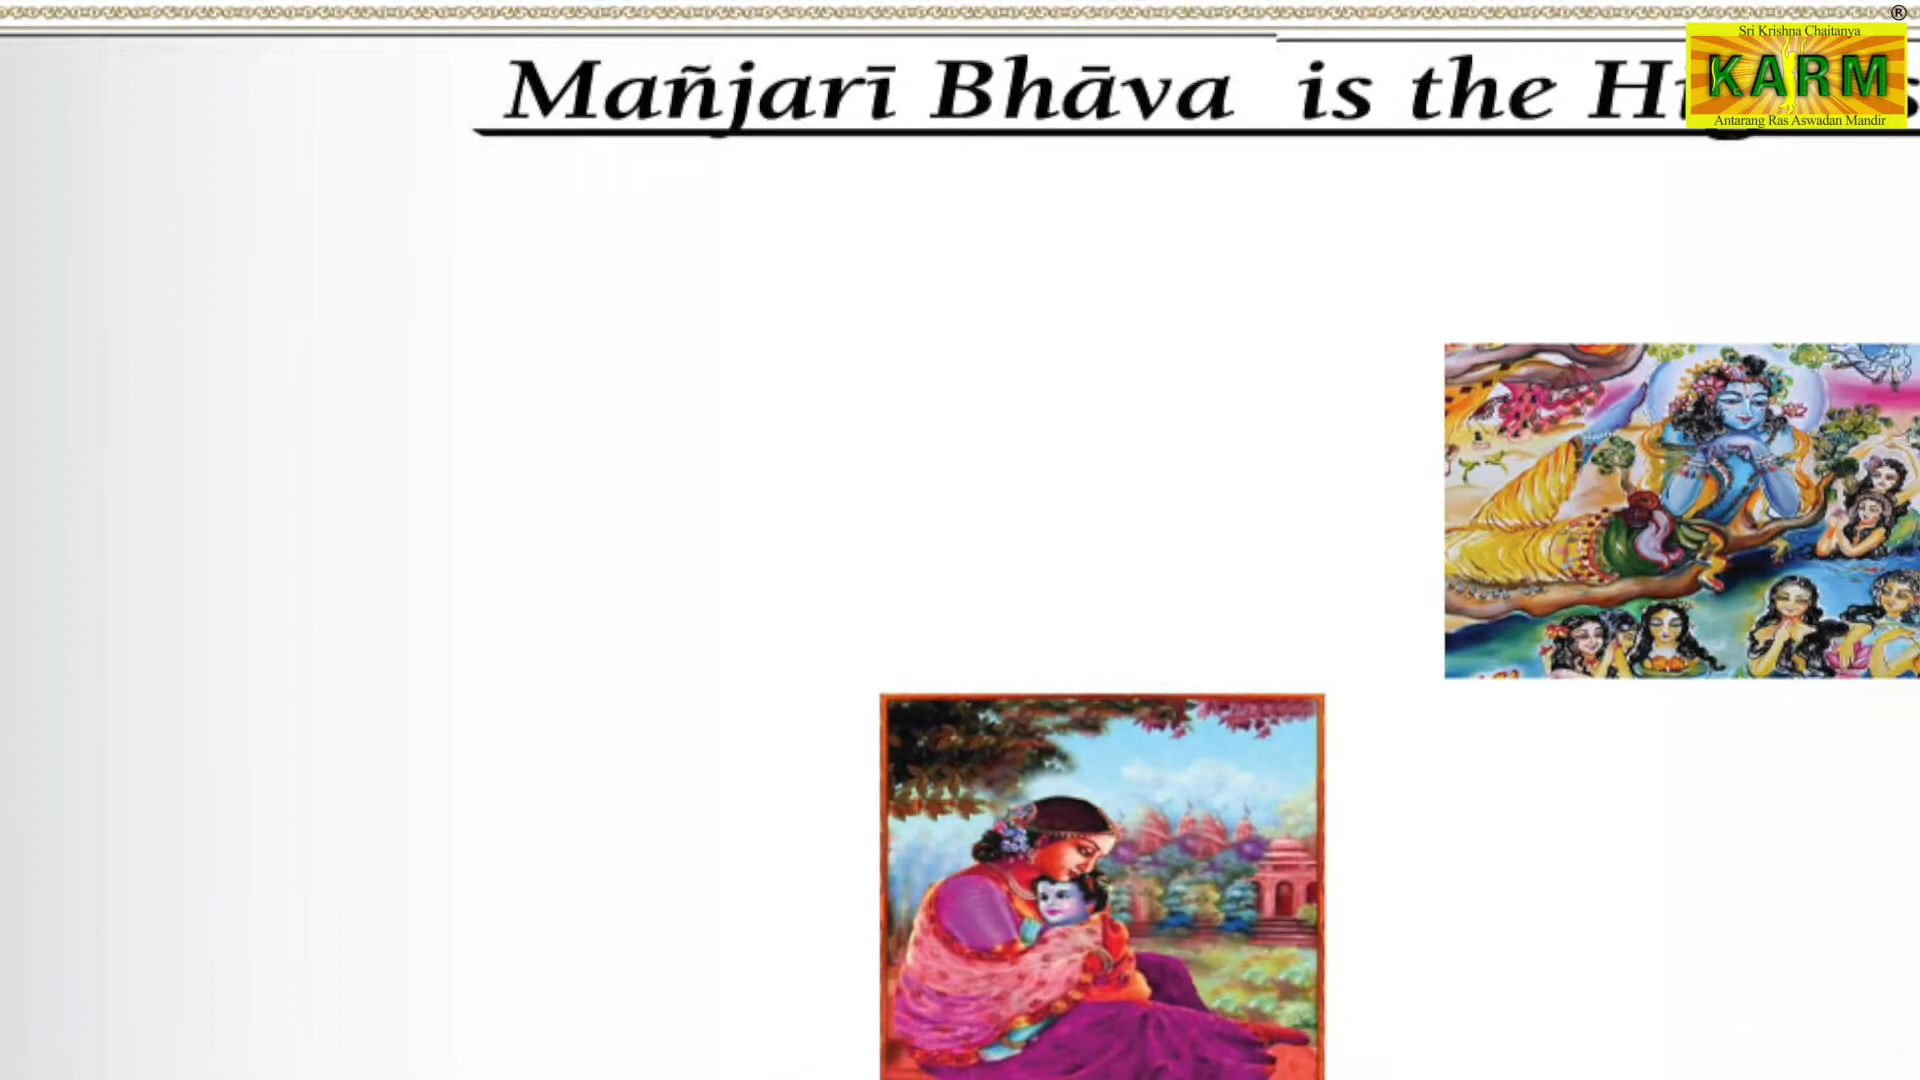 Mañjarī Bhāva is the
®
Sri Krishna Chaitanya
KARM
Antarang Ras Aswadan Mandir